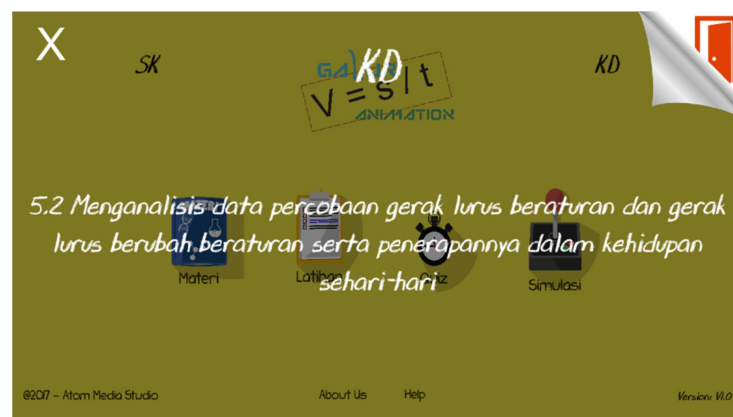 X
SK
KD
KD
V = s/t
ANIMATION
5.2 Menganalisis data percobaan gerak lurus beraturan dan gerak
lurus berubah beraturan serta penerapannya dalam kehidupan
sehari-hari
Materi
Latihan
Quiz
Simulasi
©2017 - Atom Media Studio
About Us
Help
Version: V1.0